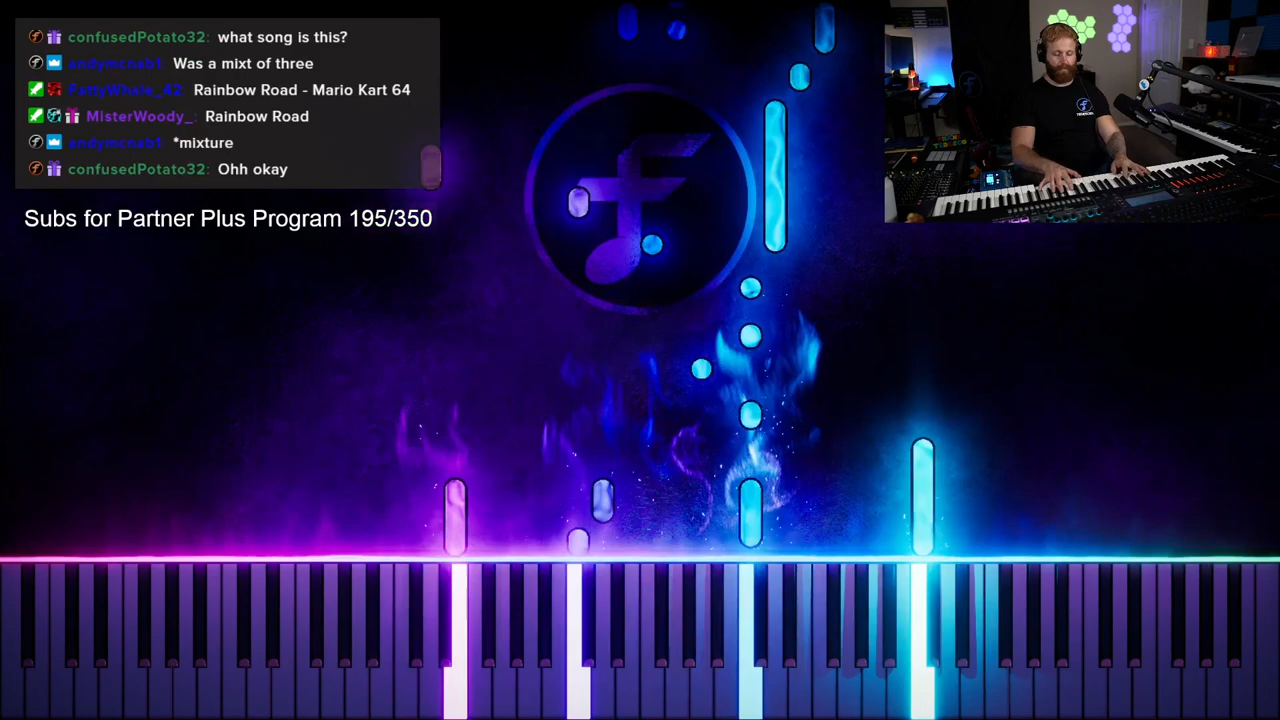 confusedPotato32: what song is this?
andymcnab1: Was a mixt of three
FattyWhale_42: Rainbow Road - Mario Kart 64
MisterWoody_: Rainbow Road
andymcnab1: *mixture
confusedPotato32: Ohh okay
Subs for Partner Plus Program 195/350